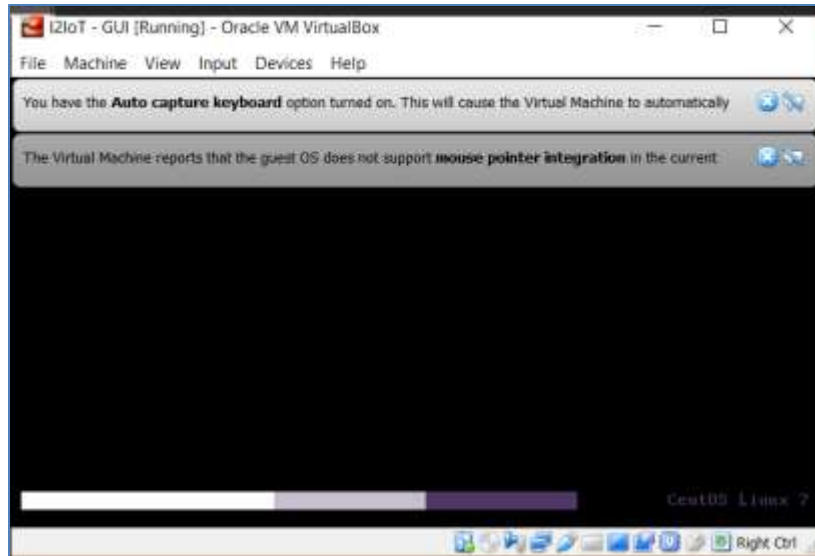 I2IoT - GUI [Running] - Oracle VM VirtualBox
File Machine View Input Devices Help
You have the Auto capture keyboard option turned on. This will cause the Virtual Machine to automatically
The Virtual Machine reports that the guest OS does not support mouse pointer integration in the current
CentOS Linux 7
Right Ctrl